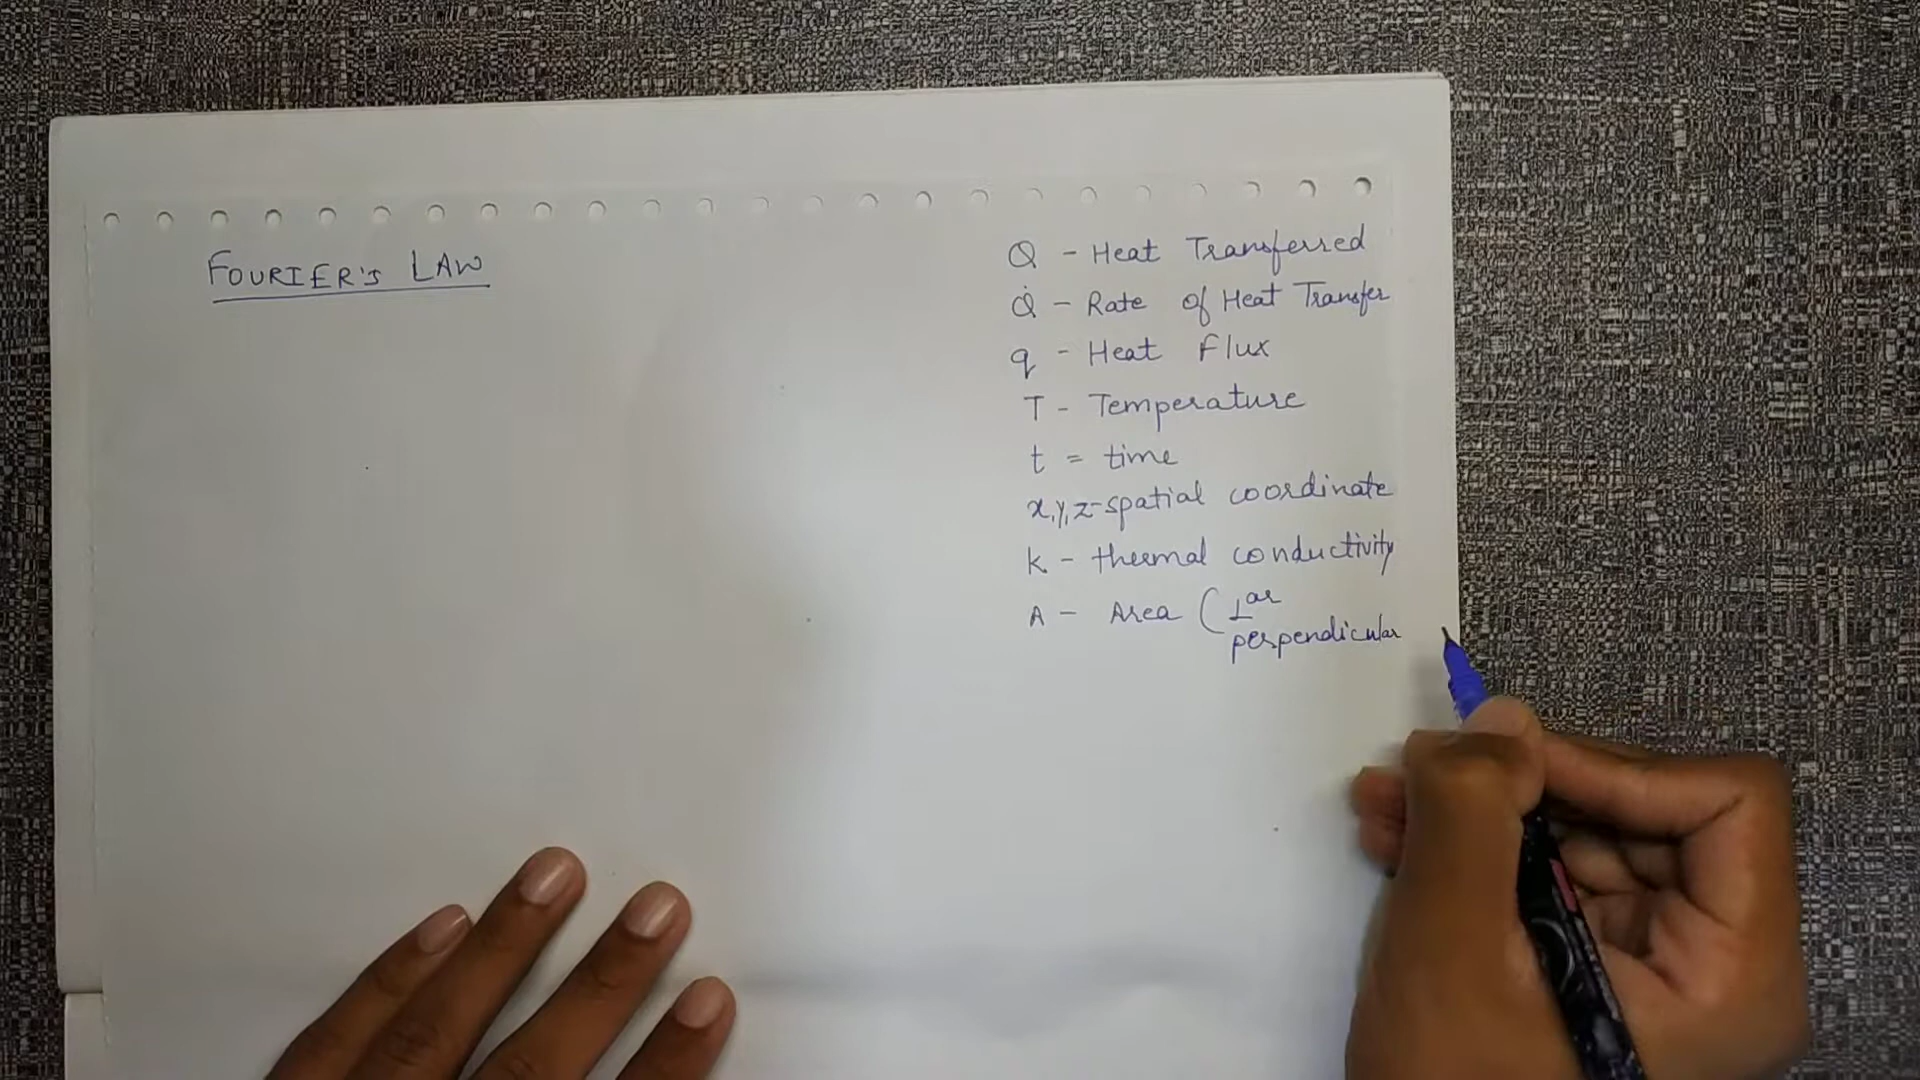 FOURIER'S LAW
Q - Heat Transferred
Q̇ - Rate of Heat Transfer
q - Heat Flux
T - Temperature
t = time
x,y,z-spatial coordinate
k - thermal conductivity
A - Area (⊥ar
perpendicular